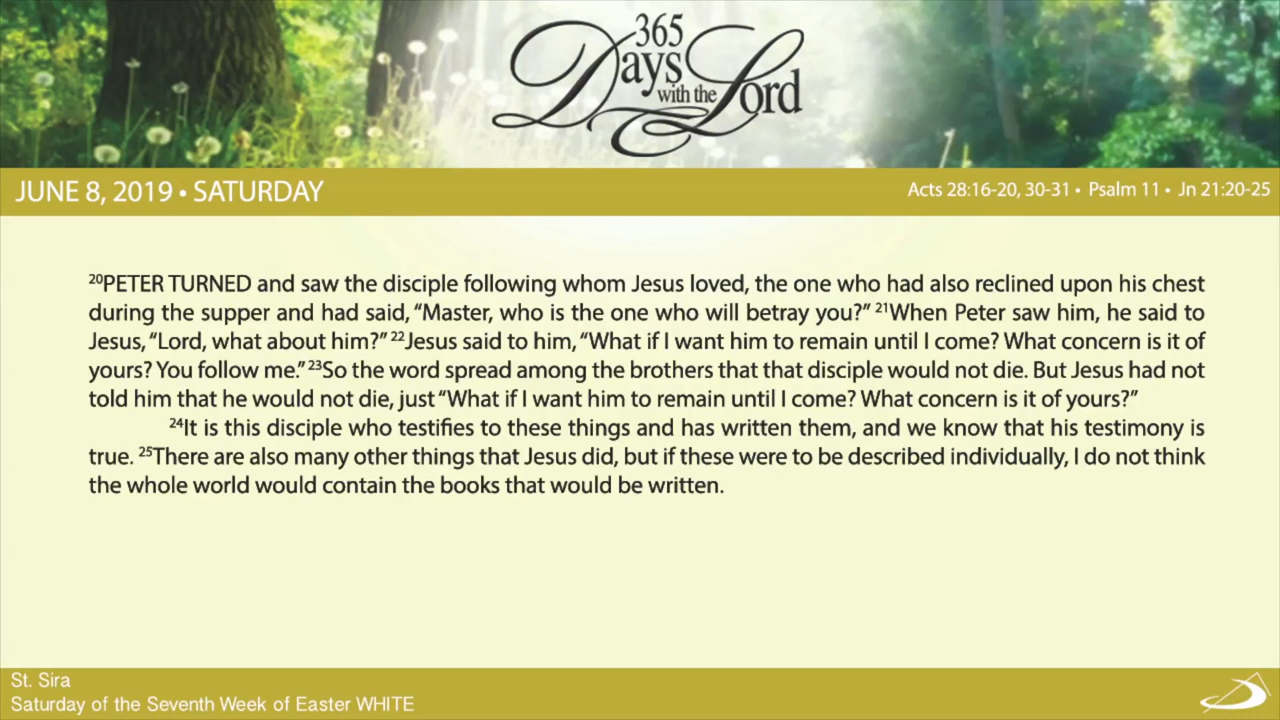 365
Days
with the Lord
JUNE 8, 2019 • SATURDAY
Acts 28:16-20, 30-31 • Psalm 11 • Jn 21:20-25
²⁰PETER TURNED and saw the disciple following whom Jesus loved, the one who had also reclined upon his chest
during the supper and had said, “Master, who is the one who will betray you?” ²¹When Peter saw him, he said to
Jesus, “Lord, what about him?” ²²Jesus said to him, “What if I want him to remain until I come? What concern is it of
yours? You follow me.” ²³So the word spread among the brothers that that disciple would not die. But Jesus had not
told him that he would not die, just “What if I want him to remain until I come? What concern is it of yours?”
²⁴It is this disciple who testifies to these things and has written them, and we know that his testimony is
true. ²⁵There are also many other things that Jesus did, but if these were to be described individually, I do not think
the whole world would contain the books that would be written.
St. Sira
Saturday of the Seventh Week of Easter WHITE